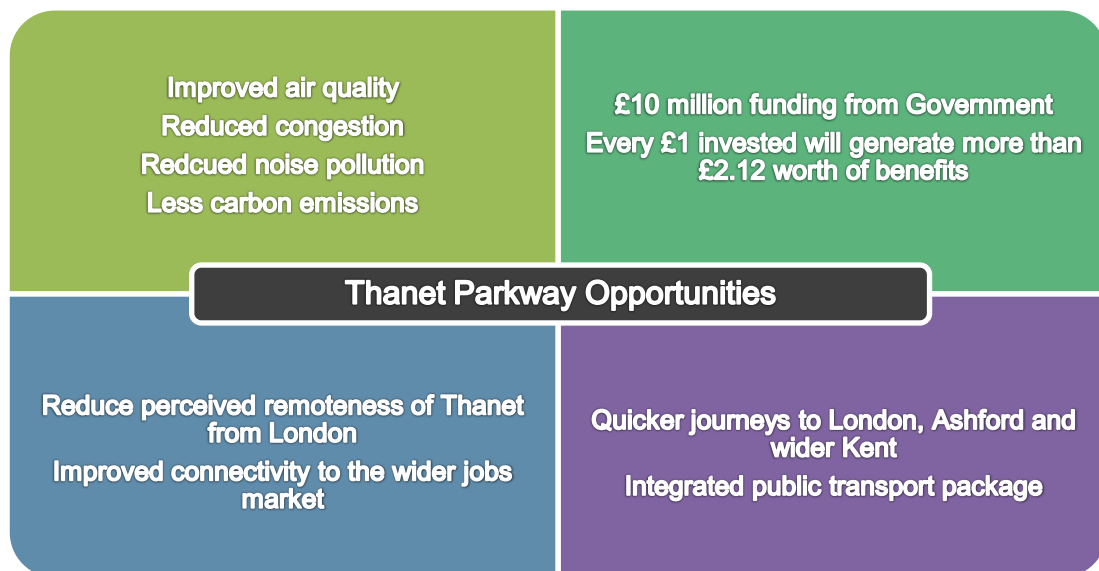 Improved air quality
Reduced congestion
Redcued noise pollution
Less carbon emissions
£10 million funding from Government
Every £1 invested will generate more than
£2.12 worth of benefits
Thanet Parkway Opportunities
Reduce perceived remoteness of Thanet
from London
Improved connectivity to the wider jobs
market
Quicker journeys to London, Ashford and
wider Kent
Integrated public transport package